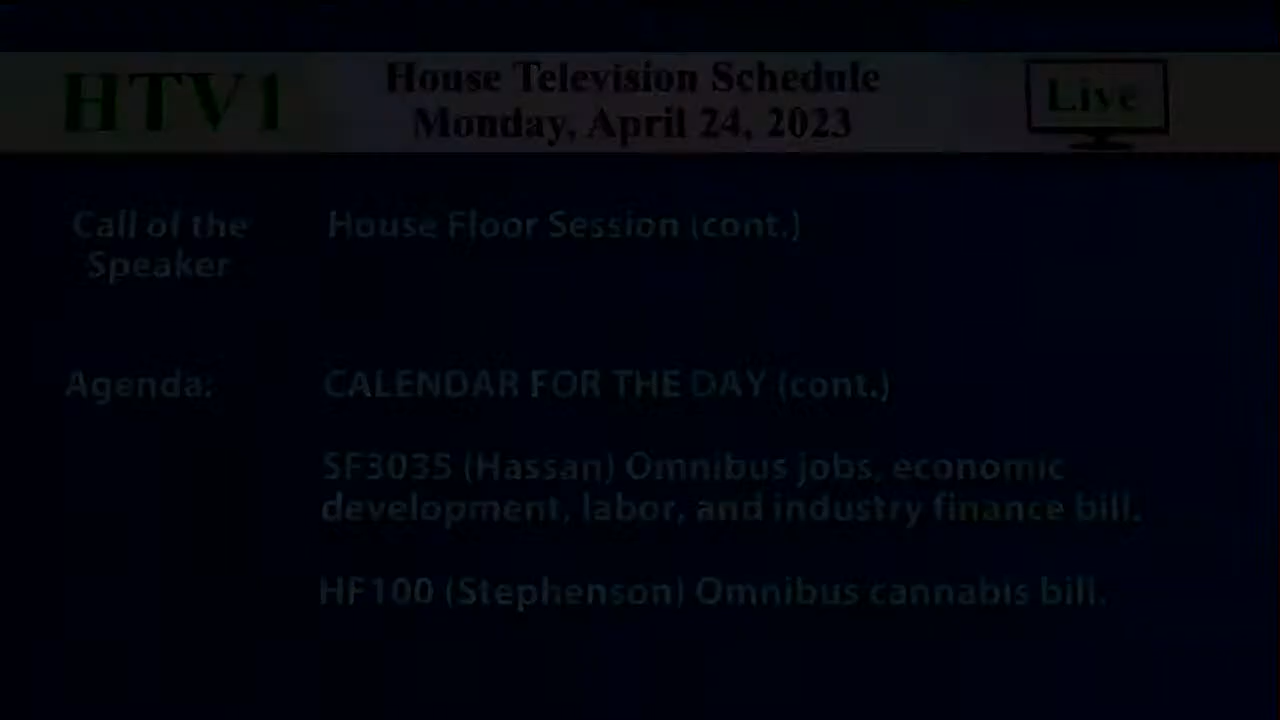 HTV1
House Television Schedule
Monday, April 24, 2023
Live
Call of the
Speaker
House Floor Session (cont.)
Agenda:
CALENDAR FOR THE DAY (cont.)
SF3035 (Hassan) Omnibus jobs, economic
development, labor, and industry finance bill.
HF100 (Stephenson) Omnibus cannabis bill.